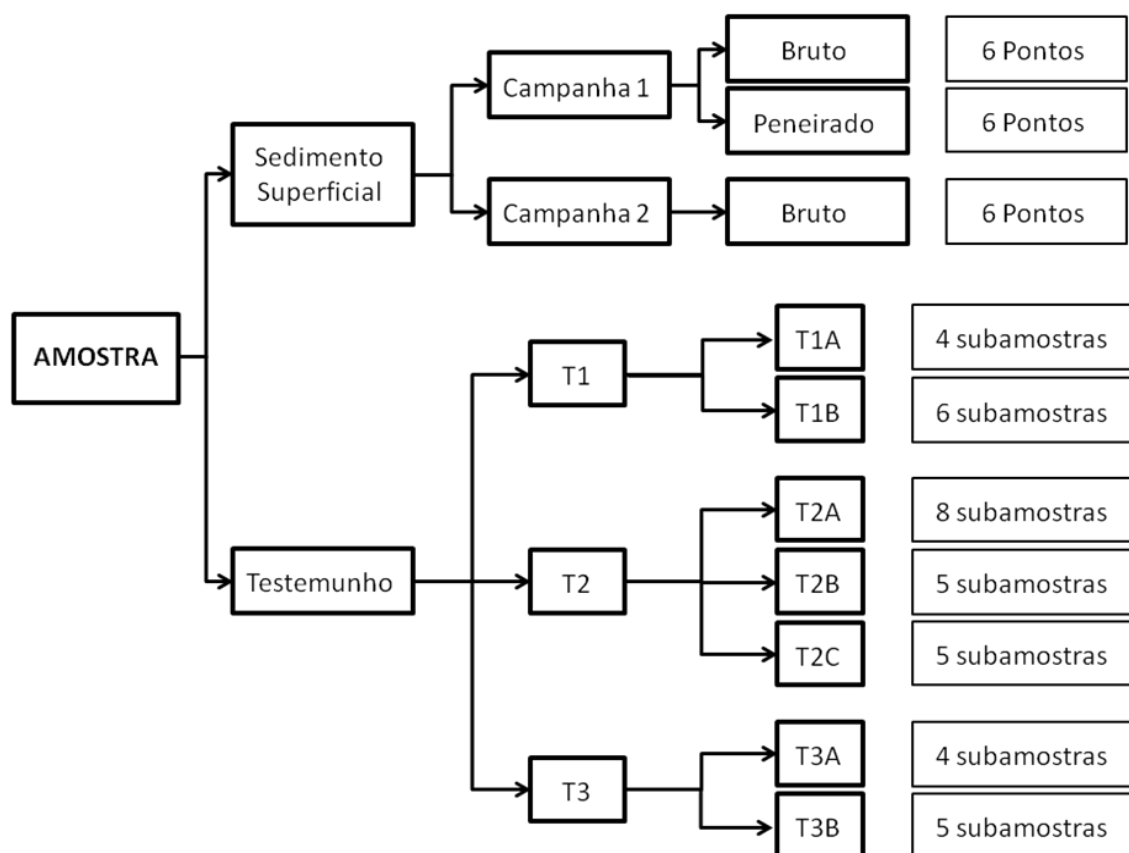 Bruto
6 Pontos
Campanha 1
Peneirado
6 Pontos
Sedimento
Superficial
Campanha 2
Bruto
6 Pontos
AMOSTRA
T1A
4 subamostras
T1
T1B
6 subamostras
T2A
8 subamostras
Testemunho
T2
T2B
5 subamostras
T2C
5 subamostras
T3A
4 subamostras
T3
T3B
5 subamostras